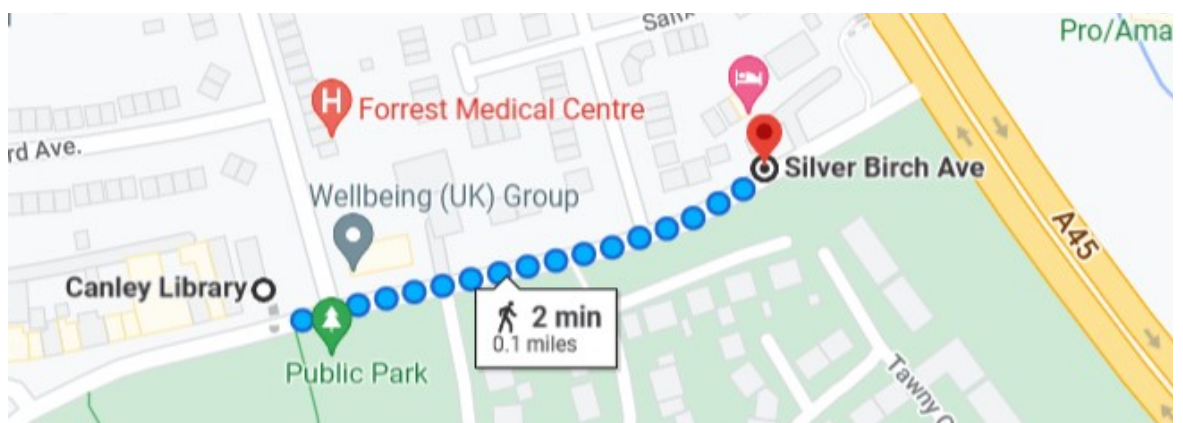 Pro/Ama
Forrest Medical Centre
rd Ave.
Silver Birch Ave
Wellbeing (UK) Group
A45
Canley Library
2 min
0.1 miles
Public Park
Tawny
H